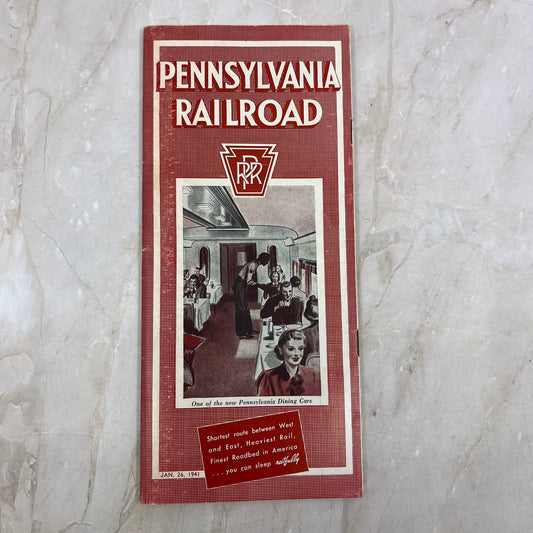 PENNSYLVANIA
RAILROAD
PRR
One of the new Pennsylvania Dining Cars
Shortest route between West
and East, Heaviest Rail,
Finest Roadbed in America
. . . you can sleep restfully
JAN. 26, 1941